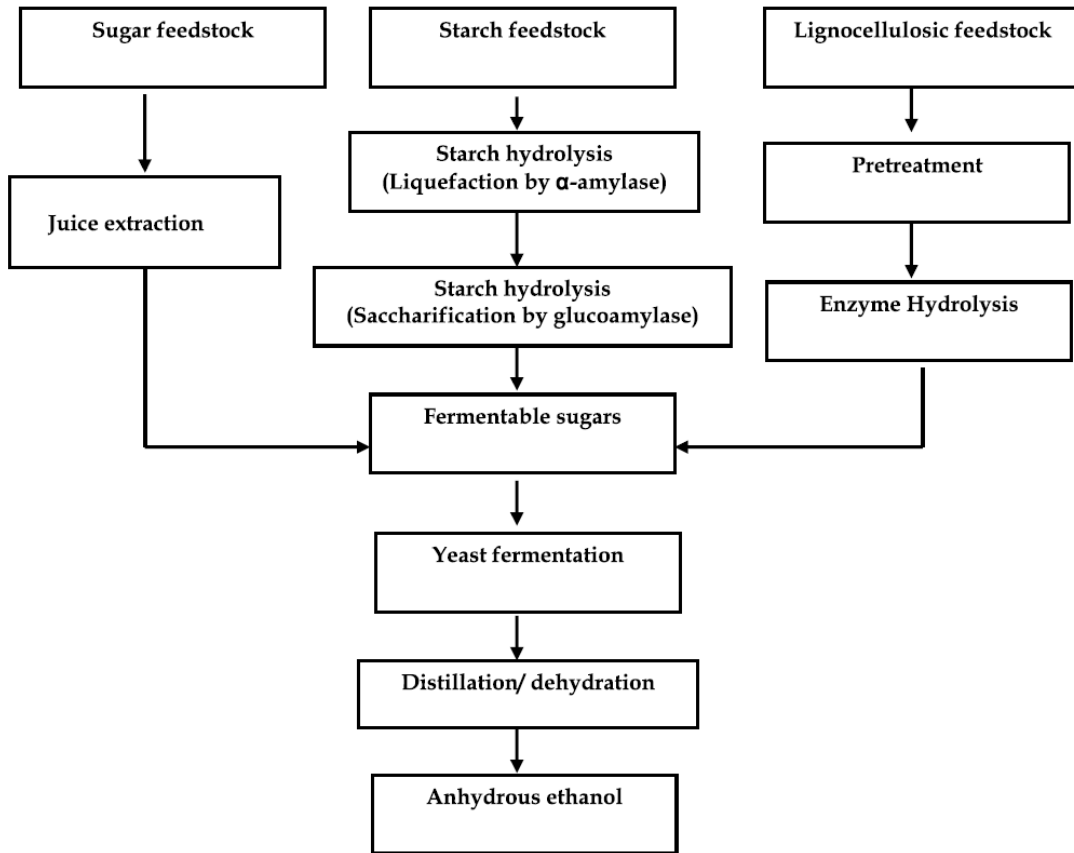 Sugar feedstock
Starch feedstock
Lignocellulosic feedstock
Starch hydrolysis
(Liquefaction by α-amylase)
Pretreatment
Juice extraction
Starch hydrolysis
(Saccharification by glucoamylase)
Enzyme Hydrolysis
Fermentable sugars
Yeast fermentation
Distillation/ dehydration
Anhydrous ethanol